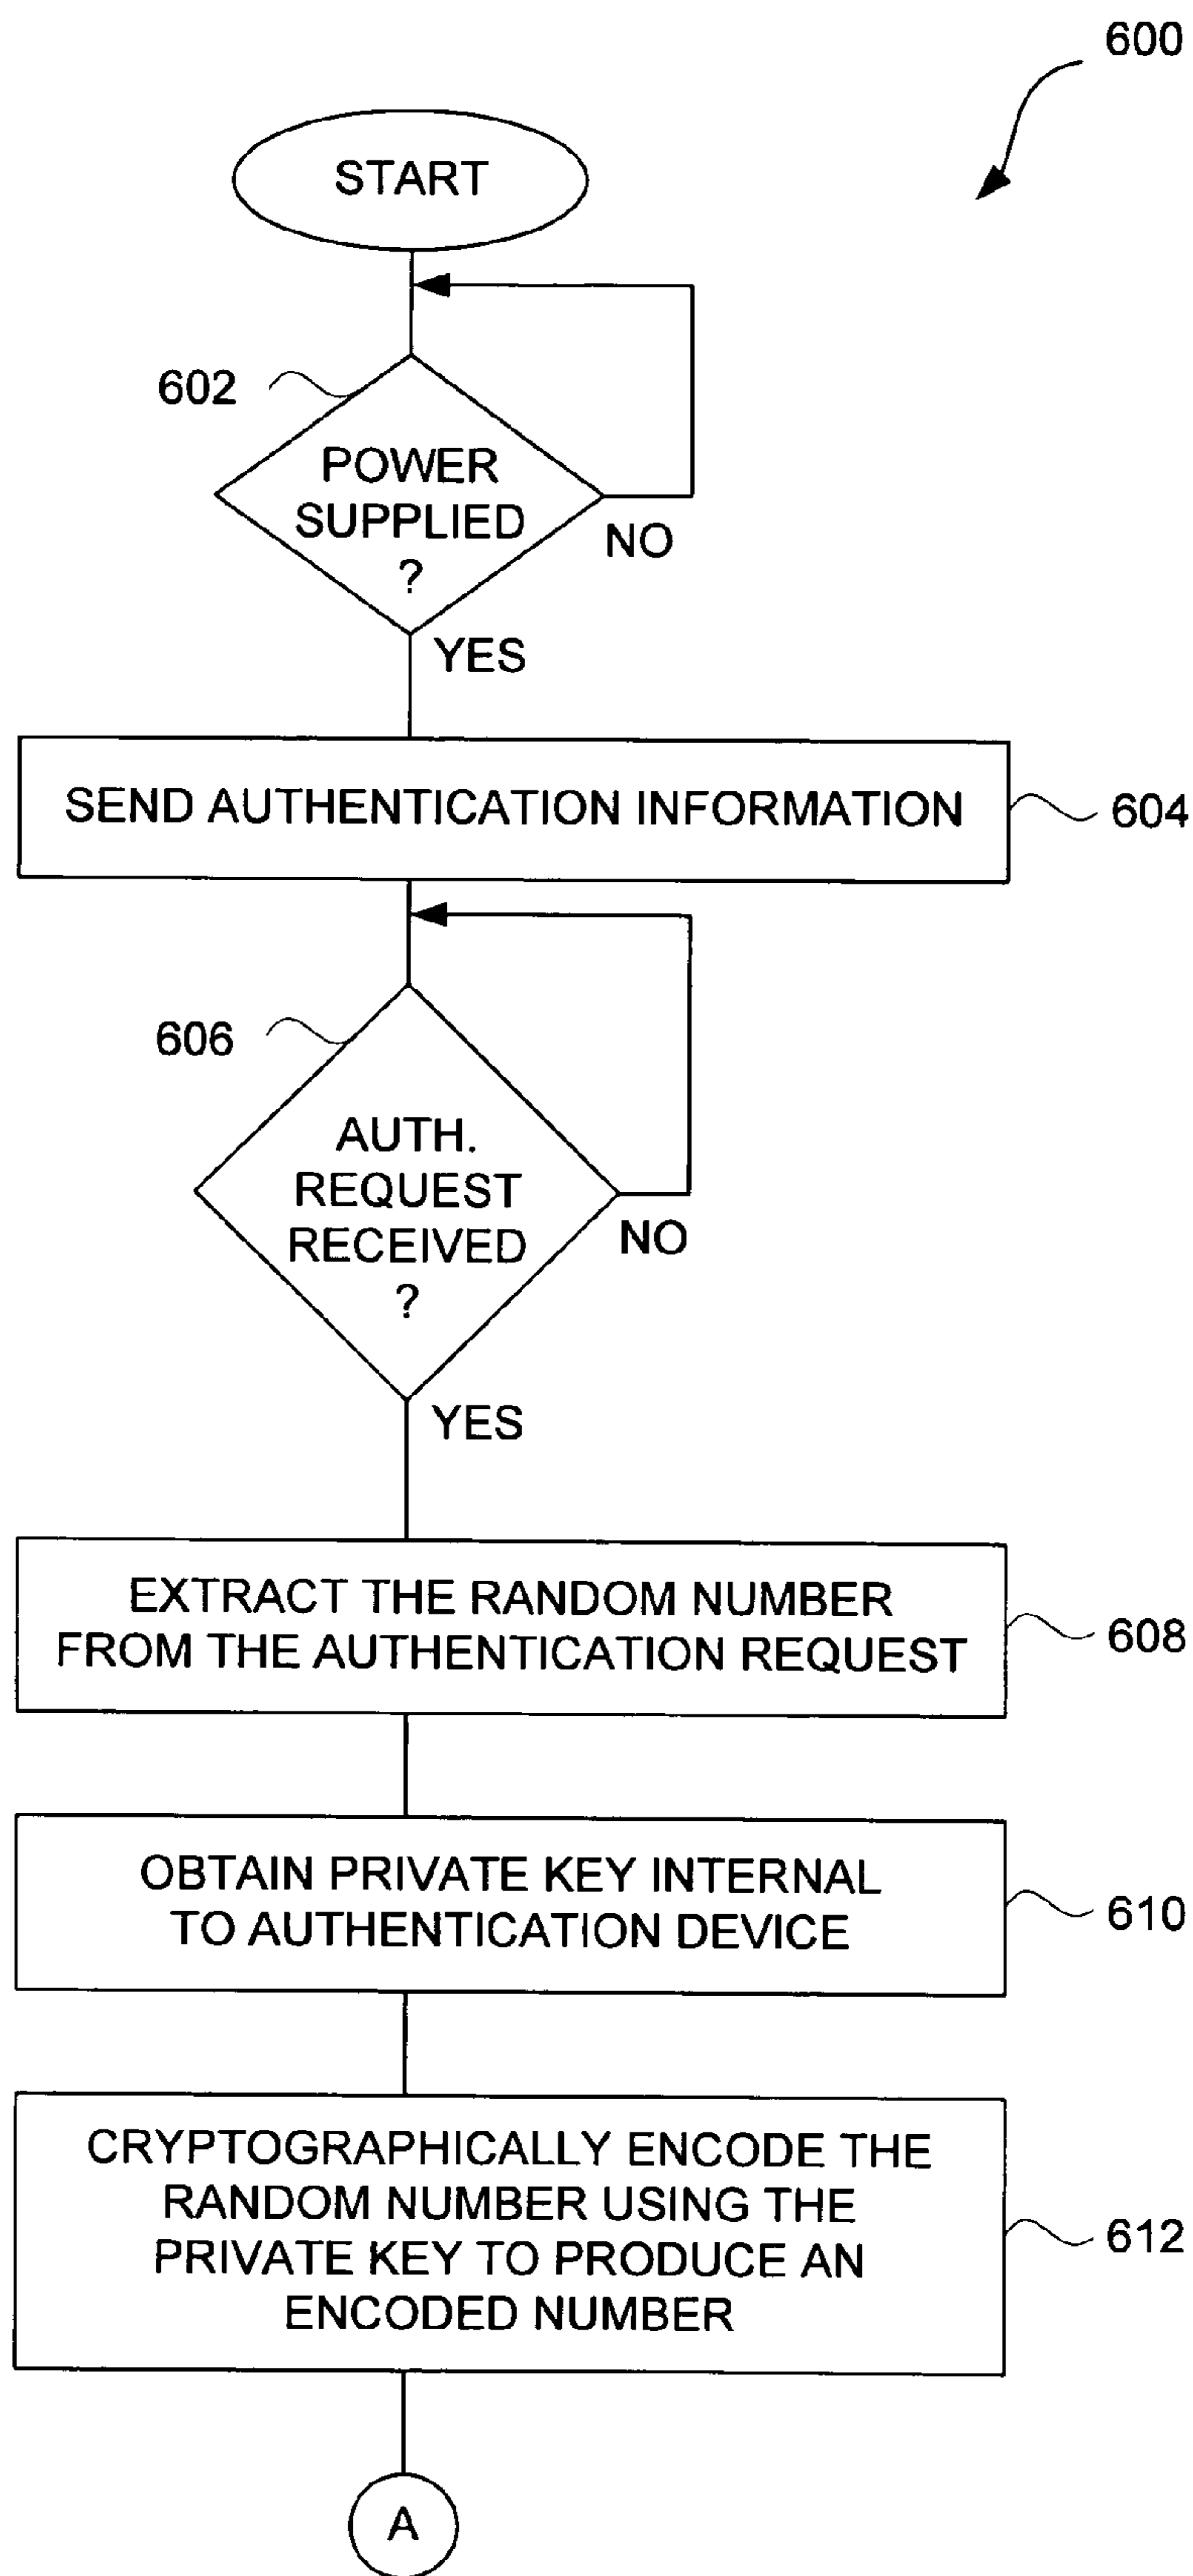 600
START
602
POWER
SUPPLIED
?
NO
YES
SEND AUTHENTICATION INFORMATION
604
606
AUTH.
REQUEST
RECEIVED
?
NO
YES
EXTRACT THE RANDOM NUMBER
FROM THE AUTHENTICATION REQUEST
608
OBTAIN PRIVATE KEY INTERNAL
TO AUTHENTICATION DEVICE
610
CRYPTOGRAPHICALLY ENCODE THE
RANDOM NUMBER USING THE
PRIVATE KEY TO PRODUCE AN
ENCODED NUMBER
612
A